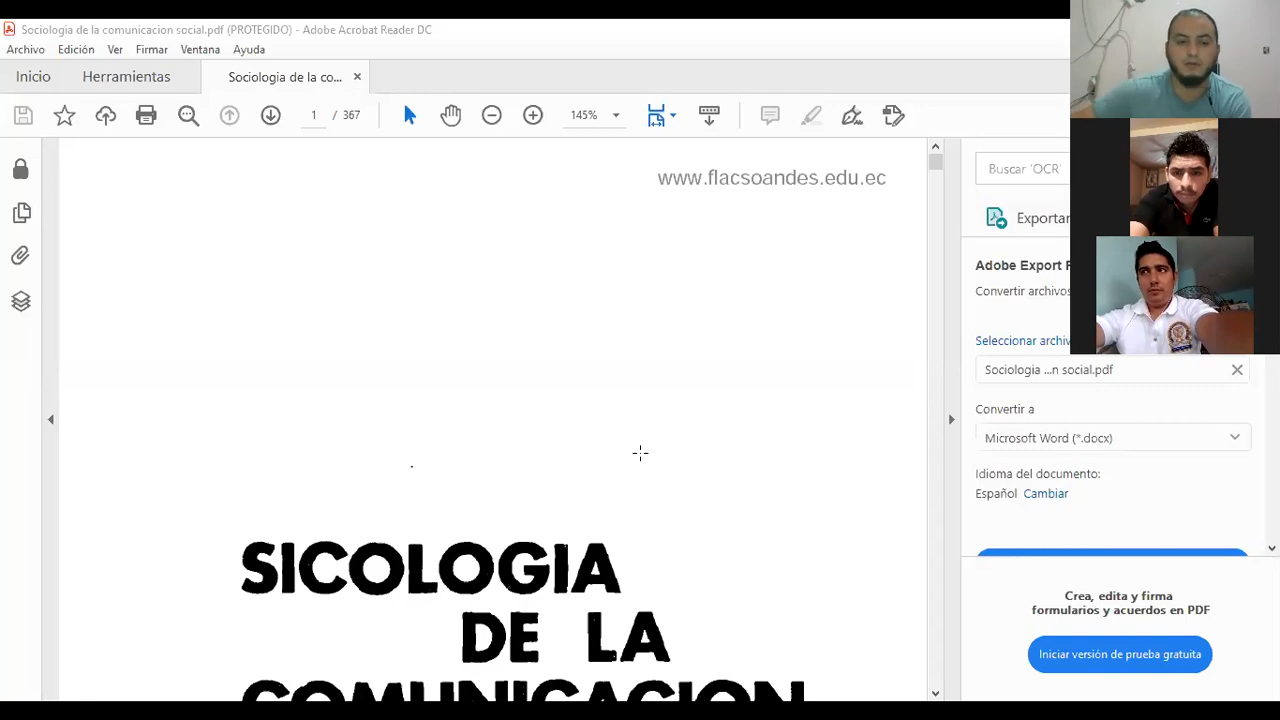 Sociologia de la comunicacion social.pdf (PROTEGIDO) - Adobe Acrobat Reader DC
Archivo Edición Ver Firmar Ventana Ayuda
Inicio Herramientas Sociologia de la co... ×
1 / 367 145%
www.flacsoandes.edu.ec
Buscar 'OCR'
Exportar
Adobe Export
Convertir archivos
Seleccionar archiv
Sociologia ...n social.pdf
Convertir a
Microsoft Word (*.docx)
Idioma del documento:
Español Cambiar
SICOLOGIA
DE LA
COMUNICACION
Crea, edita y firma
formularios y acuerdos en PDF
Iniciar versión de prueba gratuita